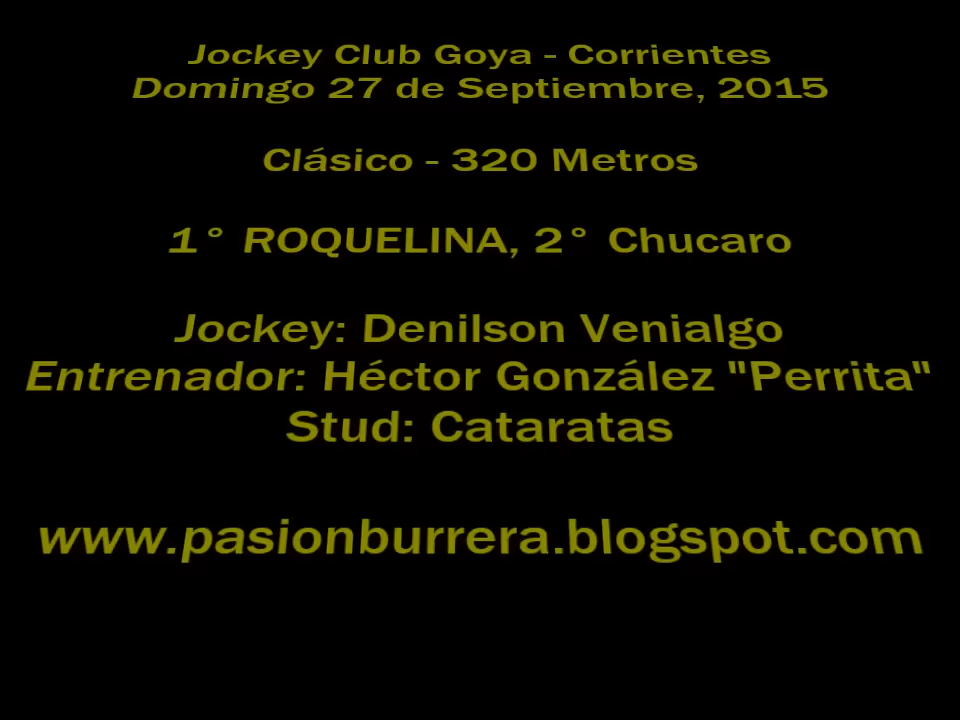 Jockey Club Goya - Corrientes
Domingo 27 de Septiembre, 2015
Clásico - 320 Metros
1° ROQUELINA, 2° Chucaro
Jockey: Denilson Venialgo
Entrenador: Héctor González "Perrita"
Stud: Cataratas
www.pasionburrera.blogspot.com